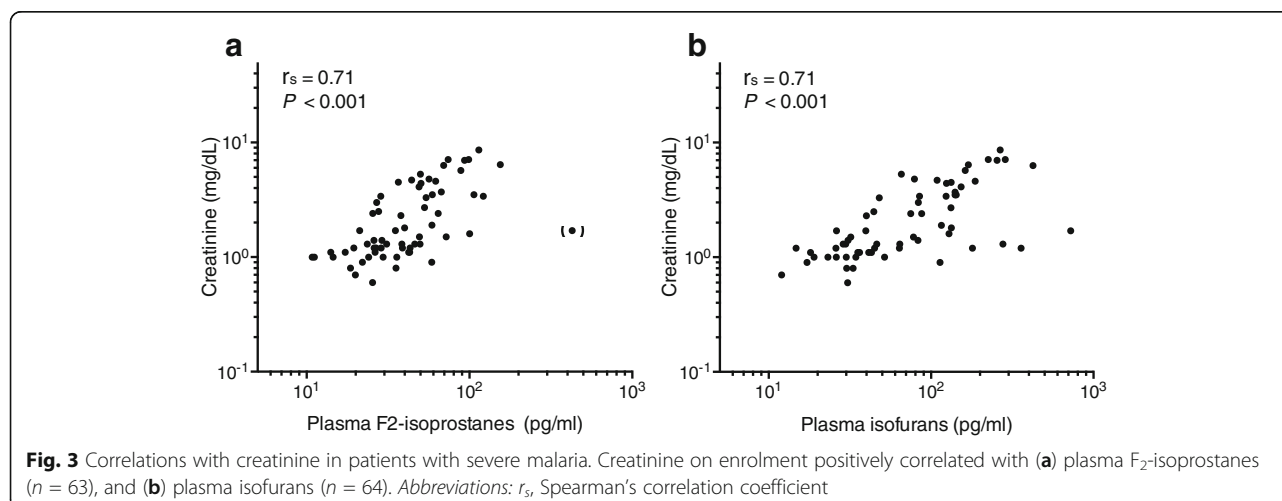 a
rs = 0.71
P < 0.001
Creatinine (mg/dL)
10¹
10⁰
10⁻¹
10¹ 10² 10³
Plasma F2-isoprostanes (pg/ml)
b
rs = 0.71
P < 0.001
Creatinine (mg/dL)
10¹
10⁰
10⁻¹
10¹ 10² 10³
Plasma isofurans (pg/ml)
Fig. 3 Correlations with creatinine in patients with severe malaria. Creatinine on enrolment positively correlated with (a) plasma F₂-isoprostanes
(n = 63), and (b) plasma isofurans (n = 64). Abbreviations: rₛ, Spearman's correlation coefficient